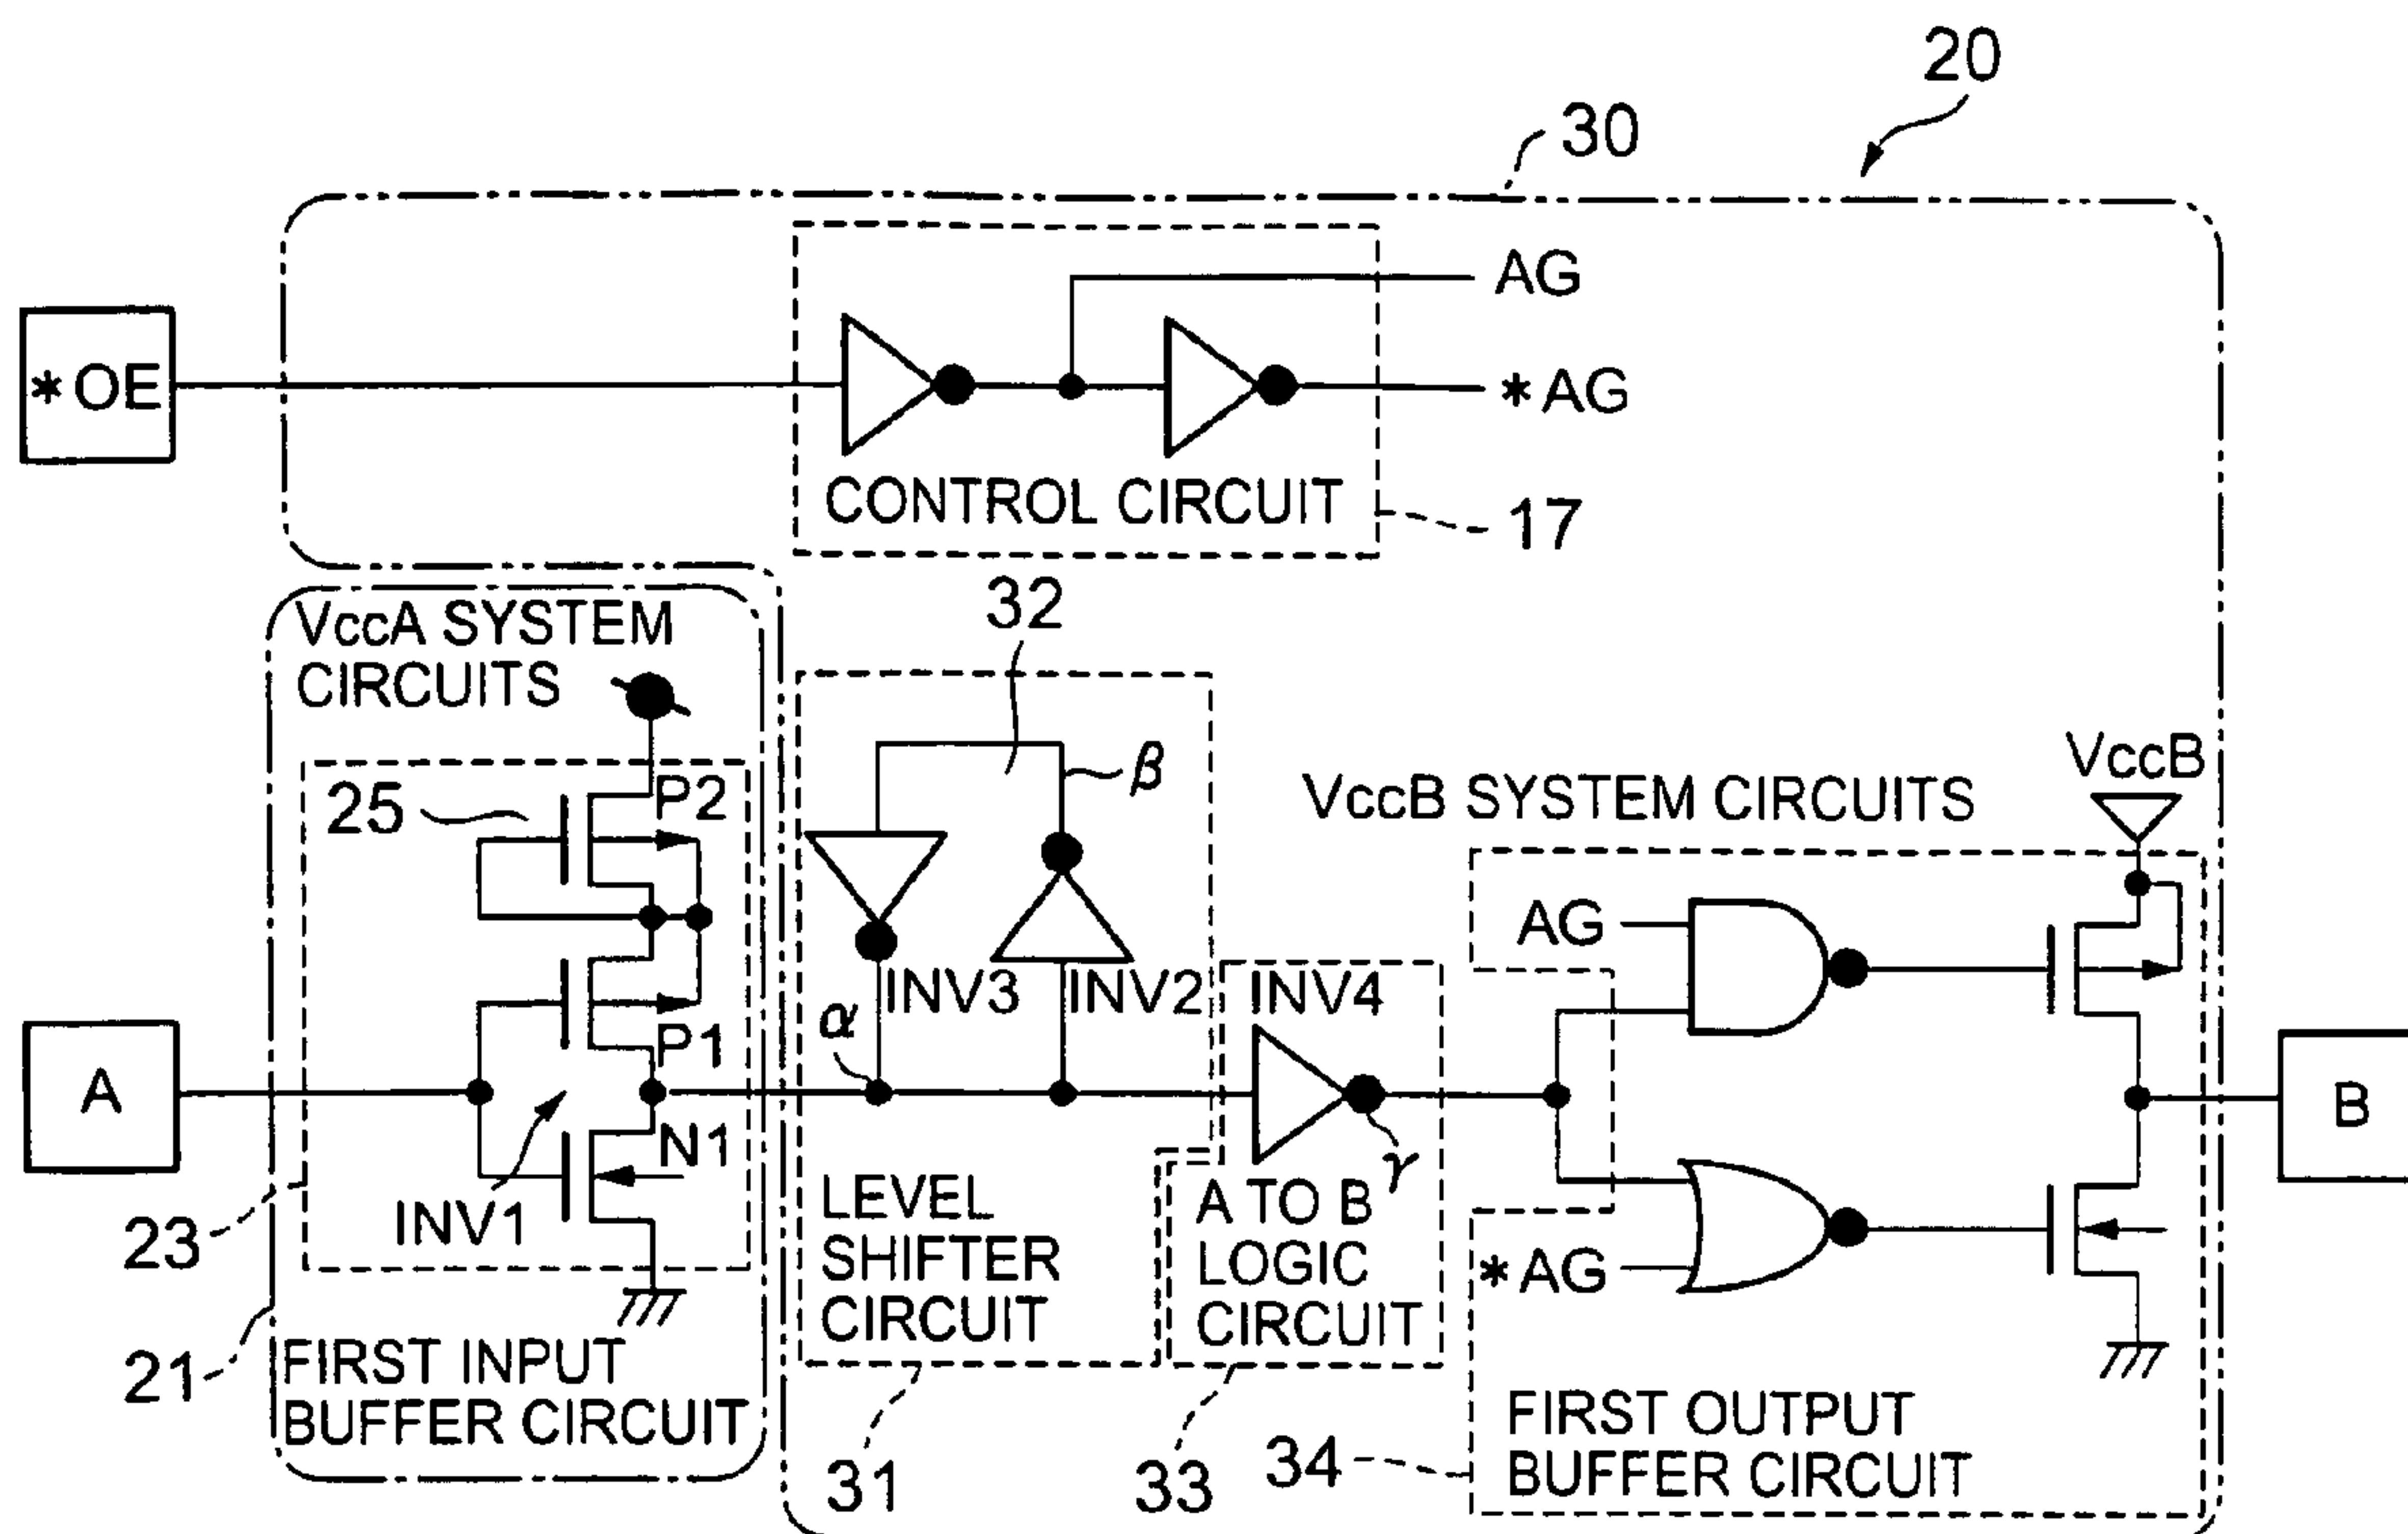 20
30
AG
*OE
*AG
CONTROL CIRCUIT
17
VccA SYSTEM
CIRCUITS
32
25
P2
β
VccB SYSTEM CIRCUITS
VccB
AG
INV3
INV2
INV4
α
P1
A
B
N1
INV1
γ
23
LEVEL
SHIFTER
CIRCUIT
A TO B
LOGIC
CIRCUIT
*AG
21
FIRST INPUT
BUFFER CIRCUIT
31
33
34
FIRST OUTPUT
BUFFER CIRCUIT